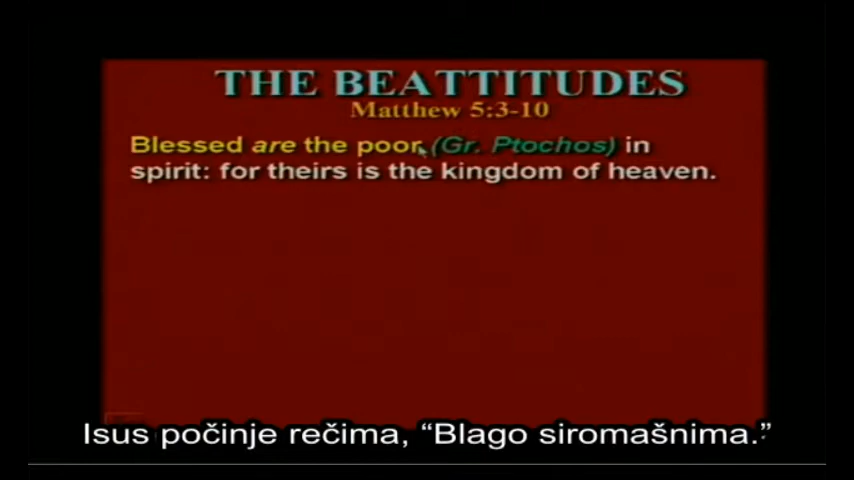 THE BEATTITUDES
Matthew 5:3-10
Blessed are the poor, (Gr. Ptochos) in
spirit: for theirs is the kingdom of heaven.
Isus počinje rečima, “Blago siromašnima.”